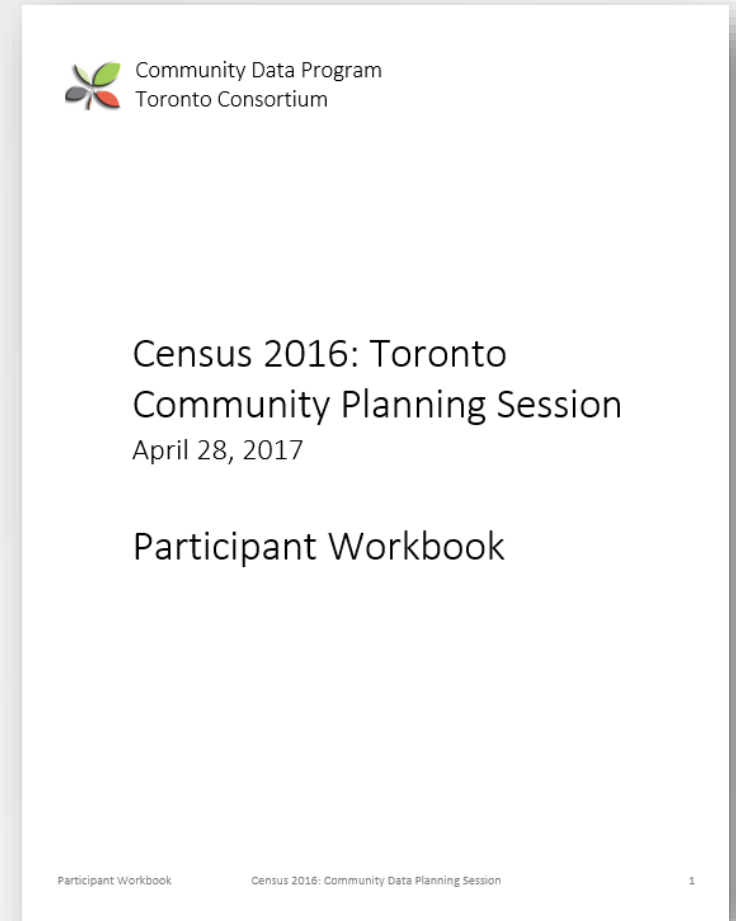 Community Data Program
Toronto Consortium
Census 2016: Toronto
Community Planning Session
April 28, 2017
Participant Workbook
Participant Workbook Census 2016: Community Data Planning Session 1